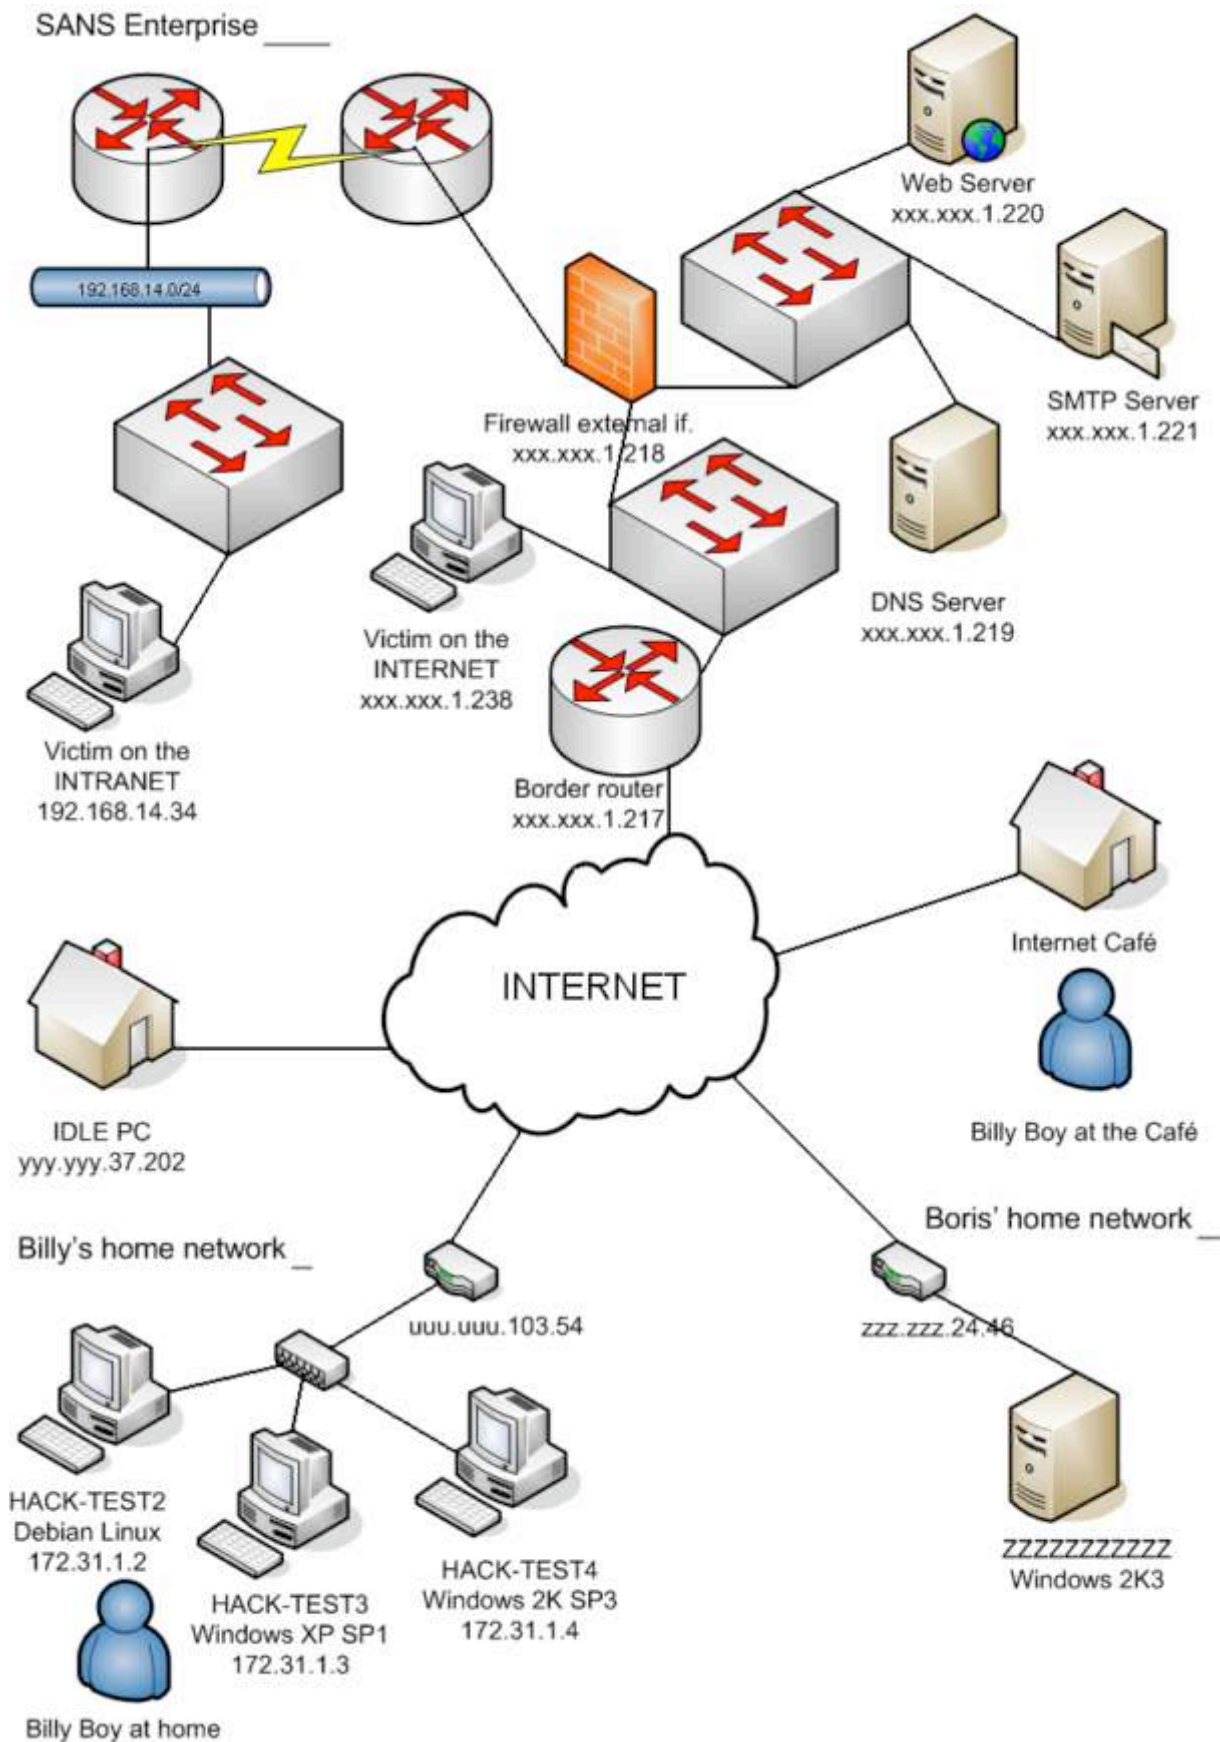 SANS Enterprise ____
Web Server
xxx.xxx.1.220
192.168.14.0/24
SMTP Server
xxx.xxx.1.221
Firewall external if.
xxx.xxx.1.218
DNS Server
xxx.xxx.1.219
Victim on the
INTERNET
xxx.xxx.1.238
Victim on the
INTRANET
192.168.14.34
Border router
xxx.xxx.1.217
Internet Café
INTERNET
Billy Boy at the Café
IDLE PC
yyy.yyy.37.202
Billy's home network __
Boris' home network __
uuu.uuu.103.54
zzz.zzz.24.46
HACK-TEST2
Debian Linux
172.31.1.2
HACK-TEST3
Windows XP SP1
172.31.1.3
HACK-TEST4
Windows 2K SP3
172.31.1.4
zzzzzzzzzzz
Windows 2K3
Billy Boy at home